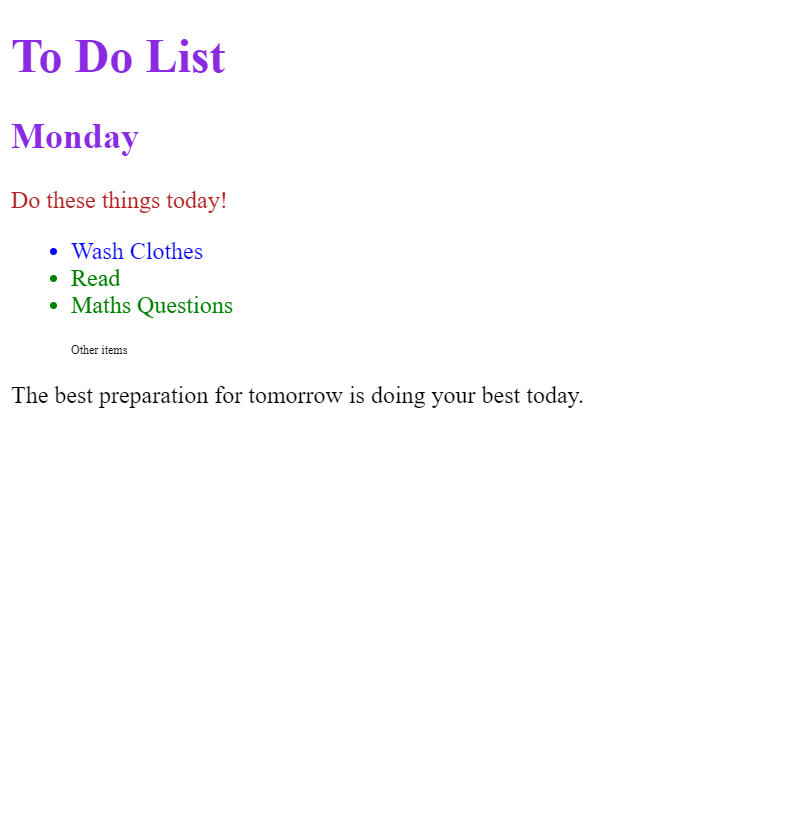 To Do List
Monday
Do these things today!
Wash Clothes
Read
Maths Questions
Other items
The best preparation for tomorrow is doing your best today.